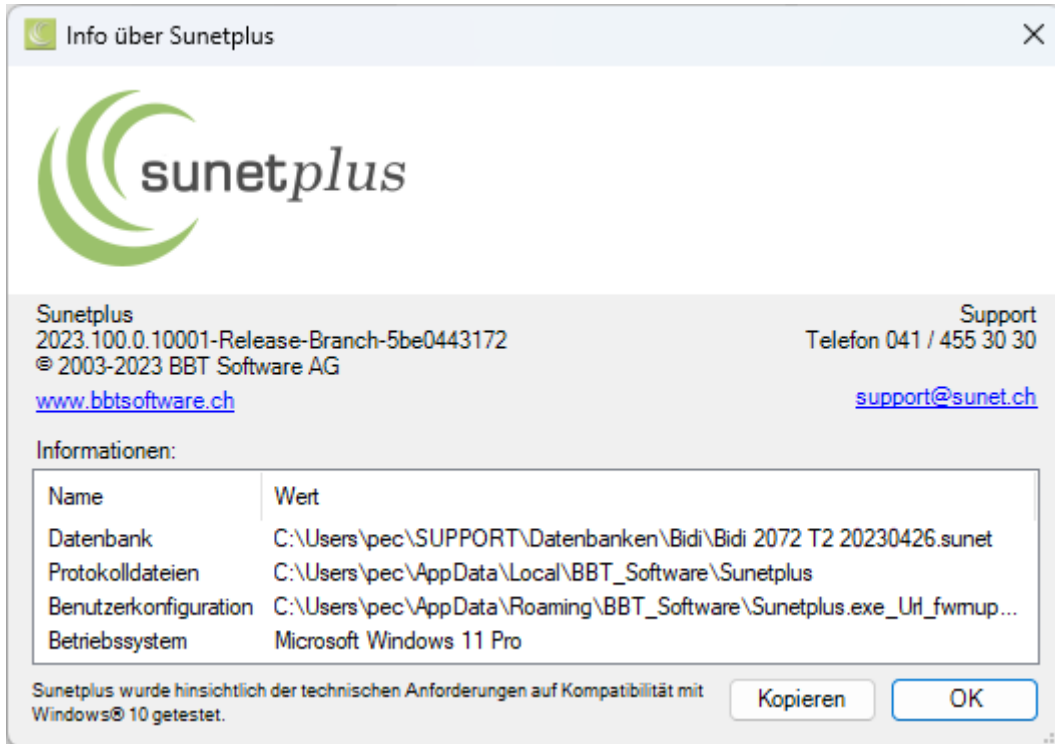 Info über Sunetplus
sunetplus
Sunetplus
2023.100.0.10001-Release-Branch-5be0443172
© 2003-2023 BBT Software AG
www.bbtsoftware.ch
Support
Telefon 041 / 455 30 30
support@sunet.ch
Informationen:
Name Wert
Datenbank C:\Users\pec\SUPPORT\Datenbanken\Bidi\Bidi 2072 T2 20230426.sunet
Protokolldateien C:\Users\pec\AppData\Local\BBT_Software\Sunetplus
Benutzerkonfiguration C:\Users\pec\AppData\Roaming\BBT_Software\Sunetplus.exe_Url_fwrnup...
Betriebssystem Microsoft Windows 11 Pro
Sunetplus wurde hinsichtlich der technischen Anforderungen auf Kompatibilität mit
Windows® 10 getestet.
Kopieren OK